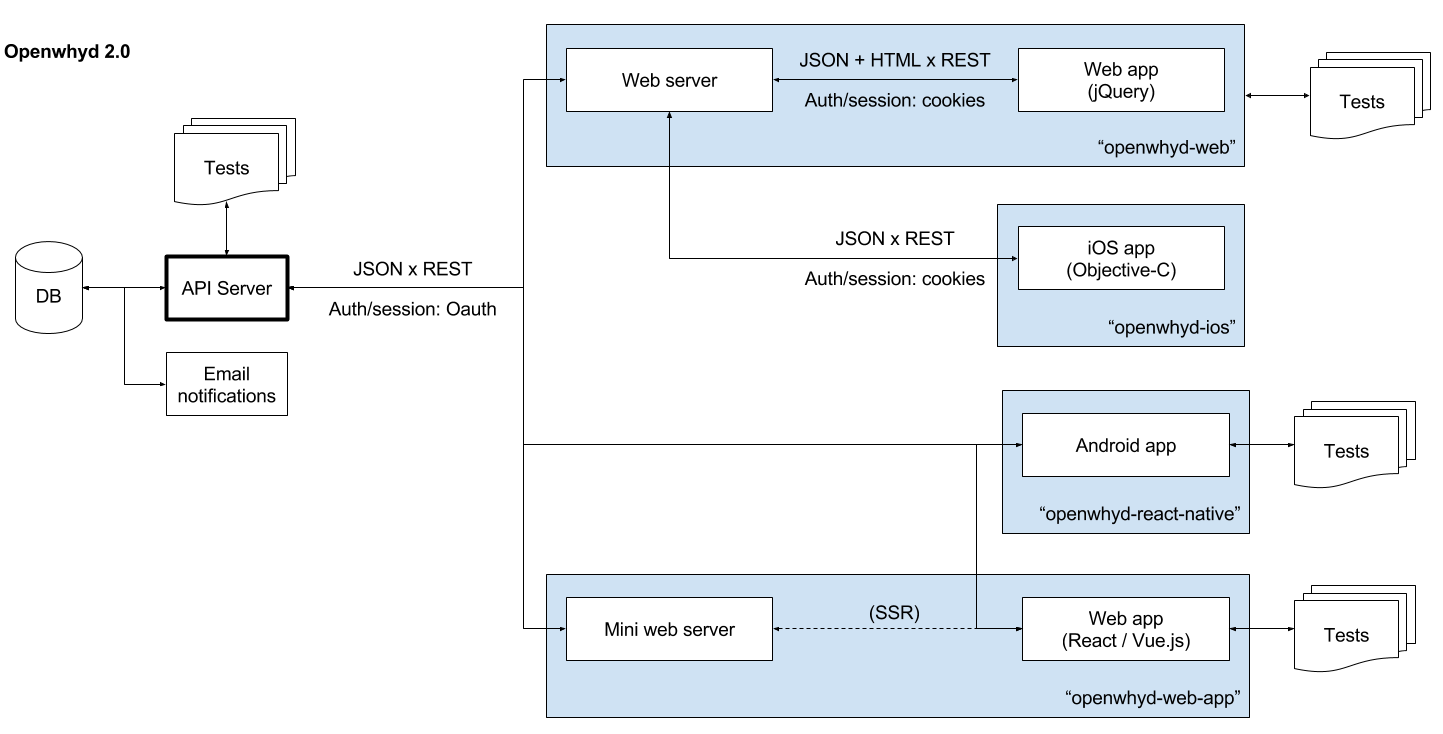 Openwhyd 2.0
Web server
JSON + HTML x REST
Auth/session: cookies
Web app
(jQuery)
Tests
“openwhyd-web”
Tests
DB
API Server
JSON x REST
Auth/session: Oauth
Email
notifications
JSON x REST
Auth/session: cookies
iOS app
(Objective-C)
“openwhyd-ios”
Android app
Tests
“openwhyd-react-native”
Mini web server
(SSR)
Web app
(React / Vue.js)
Tests
“openwhyd-web-app”